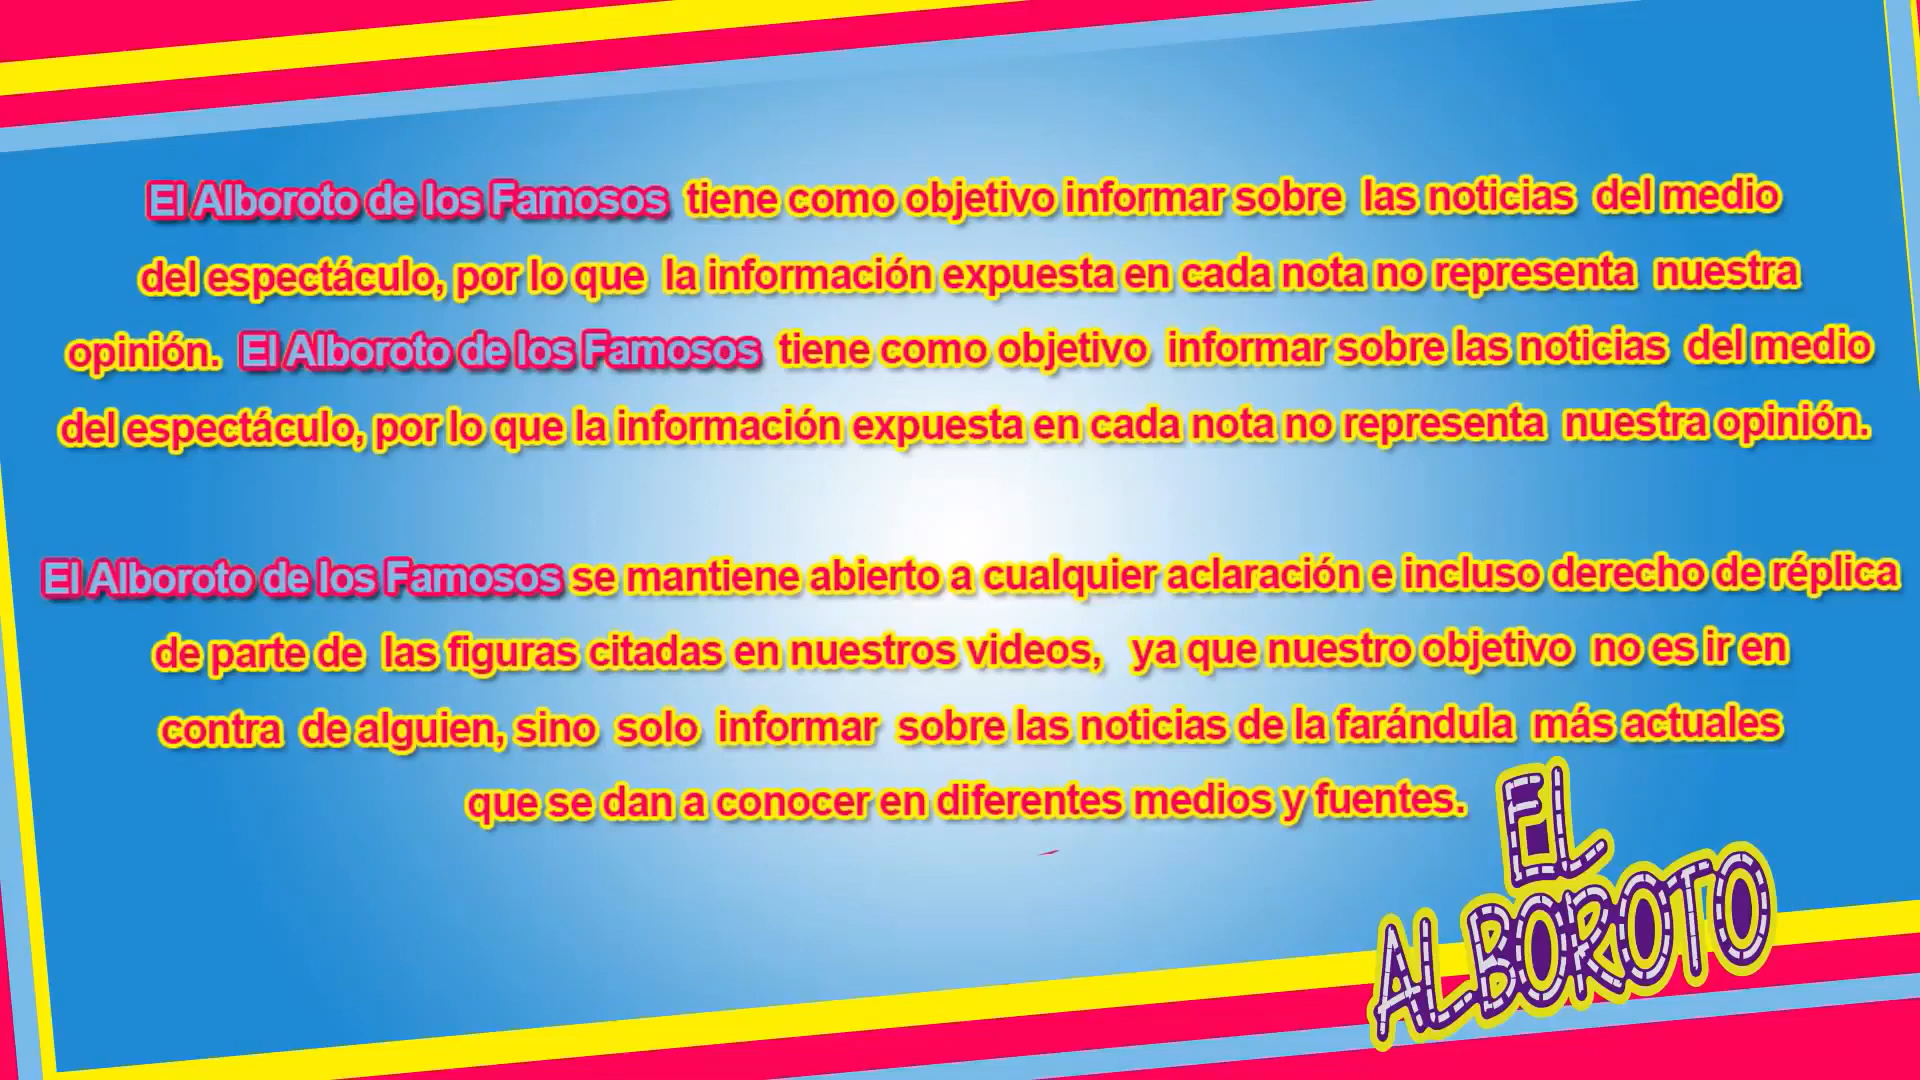 El Alboroto de los Famosos tiene como objetivo informar sobre las noticias del medio
del espectáculo, por lo que la información expuesta en cada nota no representa nuestra
opinión. El Alboroto de los Famosos tiene como objetivo informar sobre las noticias del medio
del espectáculo, por lo que la información expuesta en cada nota no representa nuestra opinión.
El Alboroto de los Famosos se mantiene abierto a cualquier aclaración e incluso derecho de réplica
de parte de las figuras citadas en nuestros videos, ya que nuestro objetivo no es ir en
contra de alguien, sino solo informar sobre las noticias de la farándula más actuales
que se dan a conocer en diferentes medios y fuentes.
EL
ALBOROTO